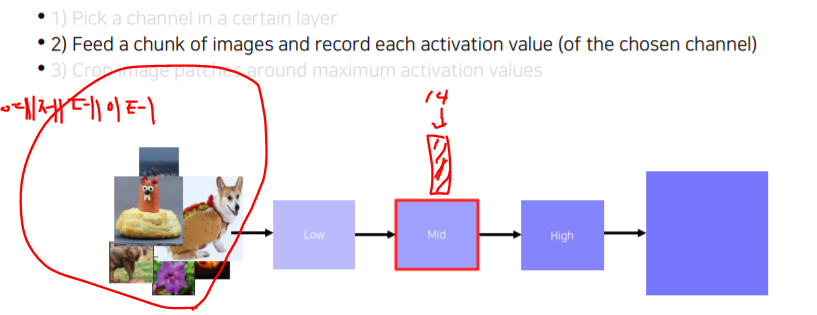 • 1) Pick a channel in a certain layer
• 2) Feed a chunk of images and record each activation value (of the chosen channel)
• 3) Crop image patches around maximum activation values
예제 데이터
14
Low
Mid
High